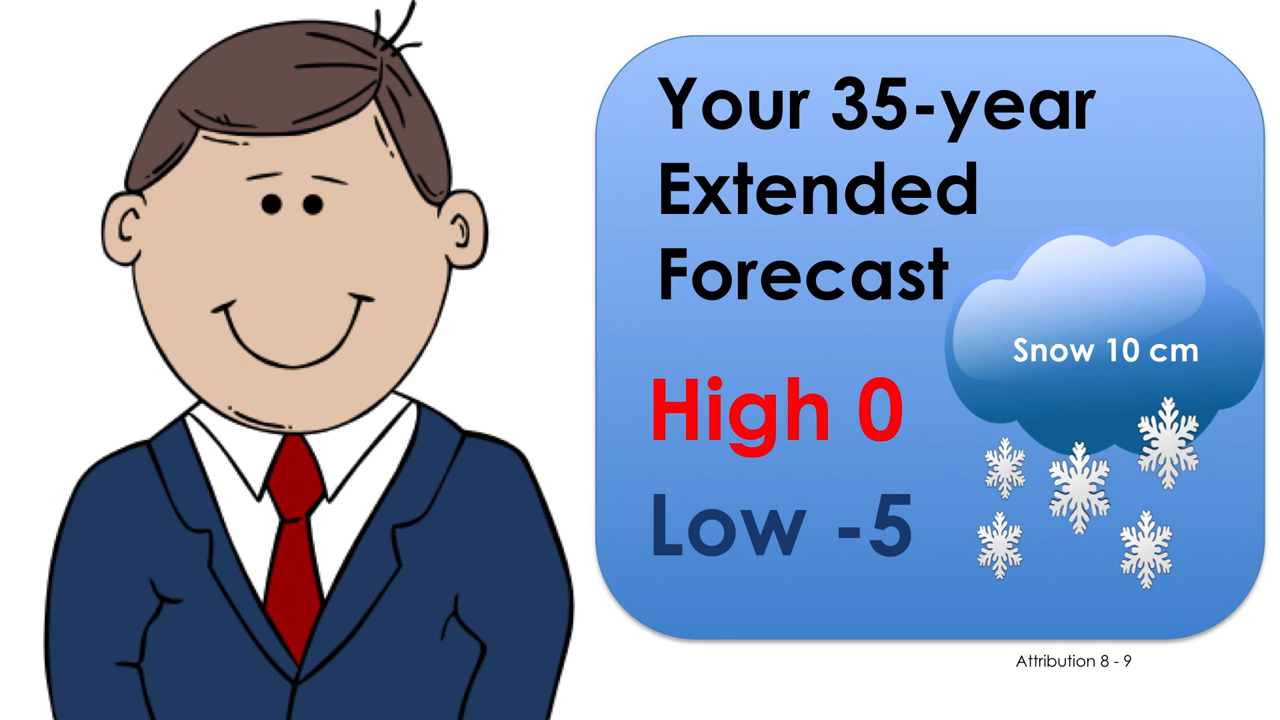 Your 35-year
Extended
Forecast
Snow 10 cm
High 0
Low -5
Attribution 8 - 9